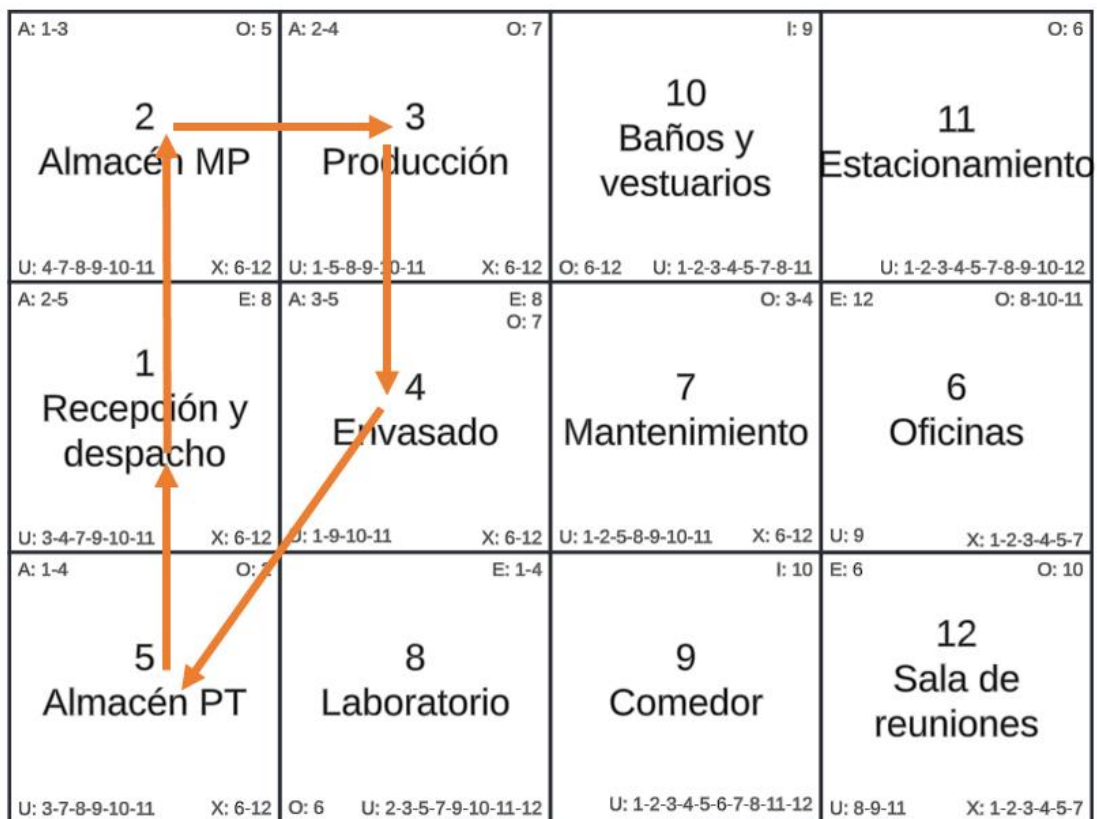 A: 1-3 O: 5
2
Almacén MP
U: 4-7-8-9-10-11 X: 6-12
A: 2-4 O: 7
3
Producción
U: 1-5-8-9-10-11 X: 6-12
I: 9
10
Baños y
vestuarios
O: 6-12 U: 1-2-3-4-5-7-8-11
O: 6
11
Estacionamiento
U: 1-2-3-4-5-7-8-9-10-12
A: 2-5 E: 8
1
Recepción y
despacho
U: 3-4-7-9-10-11 X: 6-12
A: 3-5 E: 8
O: 7
4
Envasado
U: 1-9-10-11 X: 6-12
O: 3-4
7
Mantenimiento
U: 1-2-5-8-9-10-11 X: 6-12
E: 12 O: 8-10-11
6
Oficinas
U: 9 X: 1-2-3-4-5-7
A: 1-4 O: 2
5
Almacén PT
U: 3-7-8-9-10-11 X: 6-12
E: 1-4
8
Laboratorio
O: 6 U: 2-3-5-7-9-10-11-12
I: 10
9
Comedor
U: 1-2-3-4-5-6-7-8-11-12
E: 6 O: 10
12
Sala de
reuniones
U: 8-9-11 X: 1-2-3-4-5-7